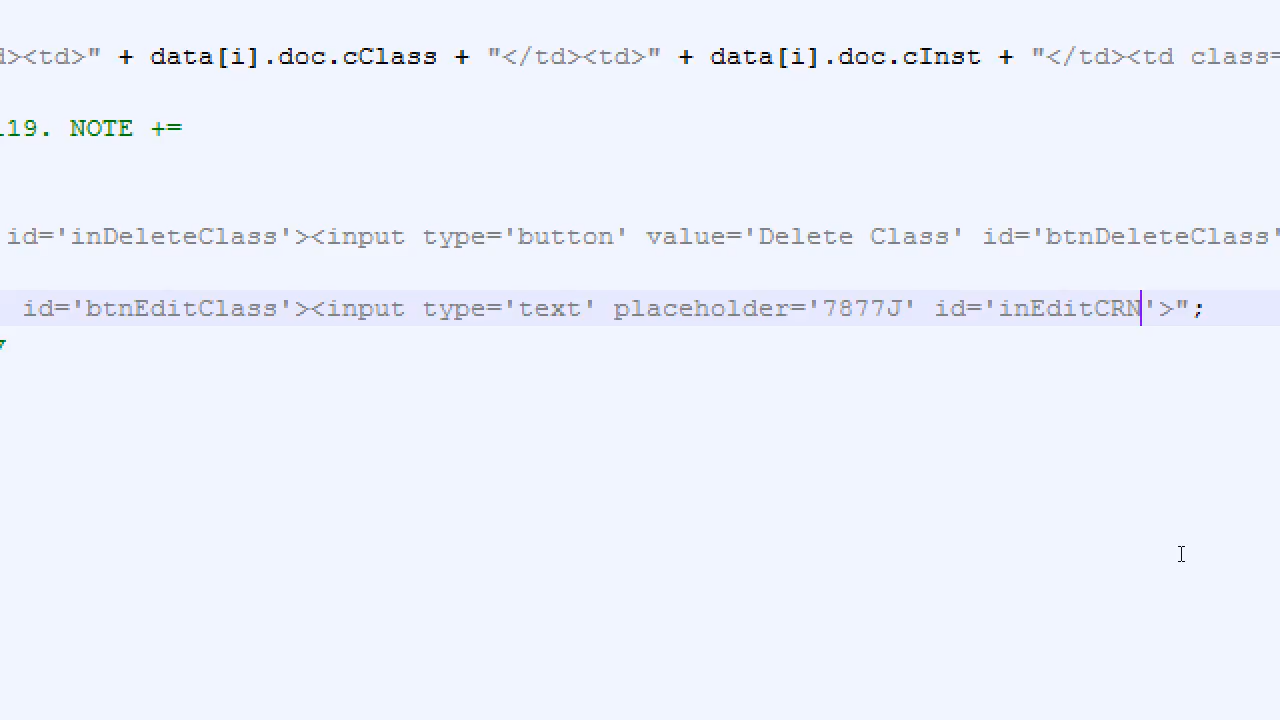 ><td>" + data[i].doc.cClass + "</td><td>" + data[i].doc.cInst + "</td><td class=
19. NOTE +=
id='inDeleteClass'><input type='button' value='Delete Class' id='btnDeleteClass'
id='btnEditClass'><input type='text' placeholder='7877J' id='inEditCRN'>";